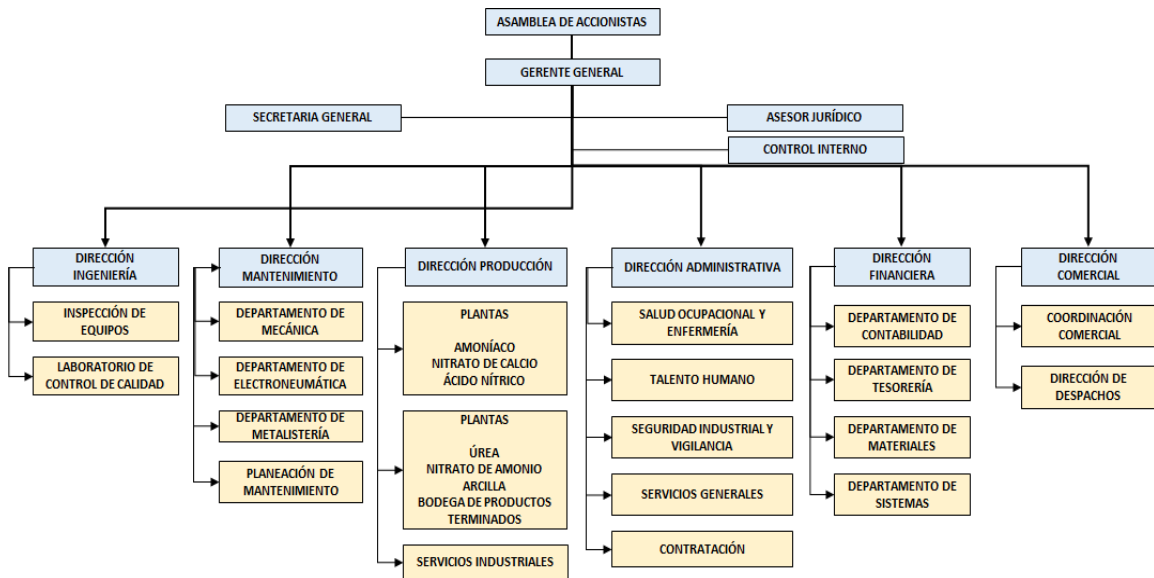 ASAMBLEA DE ACCIONISTAS
GERENTE GENERAL
SECRETARIA GENERAL
ASESOR JURÍDICO
CONTROL INTERNO
DIRECCIÓN
INGENIERÍA
INSPECCIÓN DE
EQUIPOS
LABORATORIO DE
CONTROL DE CALIDAD
DIRECCIÓN
MANTENIMIENTO
DEPARTAMENTO DE
MECÁNICA
DEPARTAMENTO DE
ELECTRONEUMÁTICA
DEPARTAMENTO DE
METALISTERÍA
PLANEACIÓN DE
MANTENIMIENTO
DIRECCIÓN PRODUCCIÓN
PLANTAS
AMONÍACO
NITRATO DE CALCIO
ÁCIDO NÍTRICO
PLANTAS
ÚREA
NITRATO DE AMONIO
ARCILLA
BODEGA DE PRODUCTOS
TERMINADOS
SERVICIOS INDUSTRIALES
DIRECCIÓN ADMINISTRATIVA
SALUD OCUPACIONAL Y
ENFERMERÍA
TALENTO HUMANO
SEGURIDAD INDUSTRIAL Y
VIGILANCIA
SERVICIOS GENERALES
CONTRATACIÓN
DIRECCIÓN
FINANCIERA
DEPARTAMENTO DE
CONTABILIDAD
DEPARTAMENTO DE
TESORERÍA
DEPARTAMENTO DE
MATERIALES
DEPARTAMENTO DE
SISTEMAS
DIRECCIÓN
COMERCIAL
COORDINACIÓN
COMERCIAL
DIRECCIÓN DE
DESPACHOS